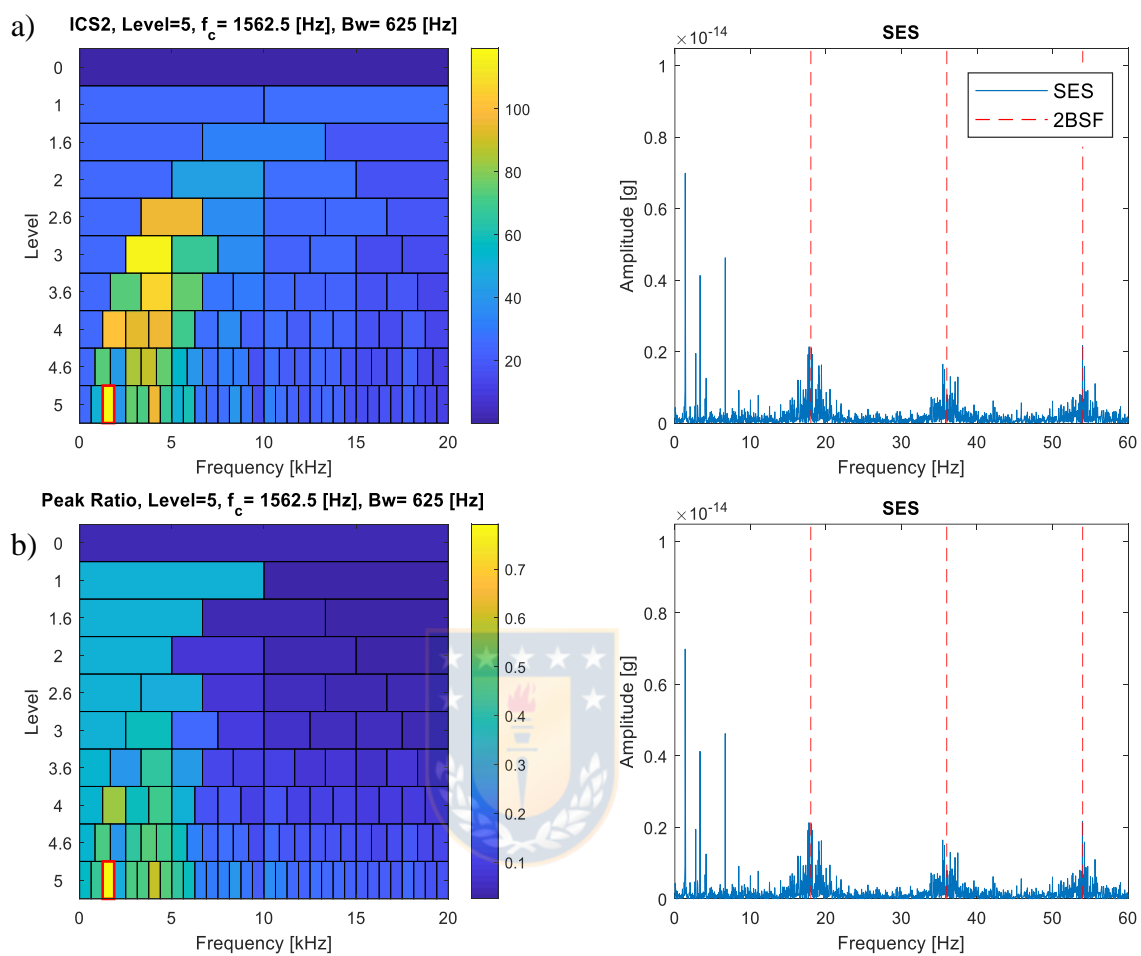 a)
ICS2, Level=5, f_c= 1562.5 [Hz], Bw= 625 [Hz]
Level
0
1
1.6
2
2.6
3
3.6
4
4.6
5
0 5 10 15 20
Frequency [kHz]
100
80
60
40
20
SES
×10^-14
Amplitude [g]
1
0.8
0.6
0.4
0.2
0
0 10 20 30 40 50 60
Frequency [Hz]
SES
2BSF
b)
Peak Ratio, Level=5, f_c= 1562.5 [Hz], Bw= 625 [Hz]
Level
0
1
1.6
2
2.6
3
3.6
4
4.6
5
0 5 10 15 20
Frequency [kHz]
0.7
0.6
0.5
0.4
0.3
0.2
0.1
SES
×10^-14
Amplitude [g]
1
0.8
0.6
0.4
0.2
0
0 10 20 30 40 50 60
Frequency [Hz]